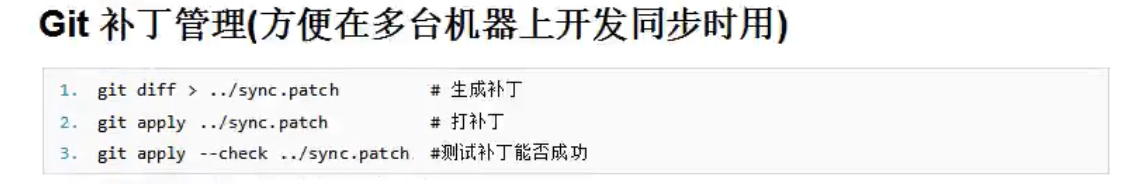 Git 补丁管理(方便在多台机器上开发同步时用)
1. git diff > ../sync.patch # 生成补丁
2. git apply ../sync.patch # 打补丁
3. git apply --check ../sync.patch #测试补丁能否成功